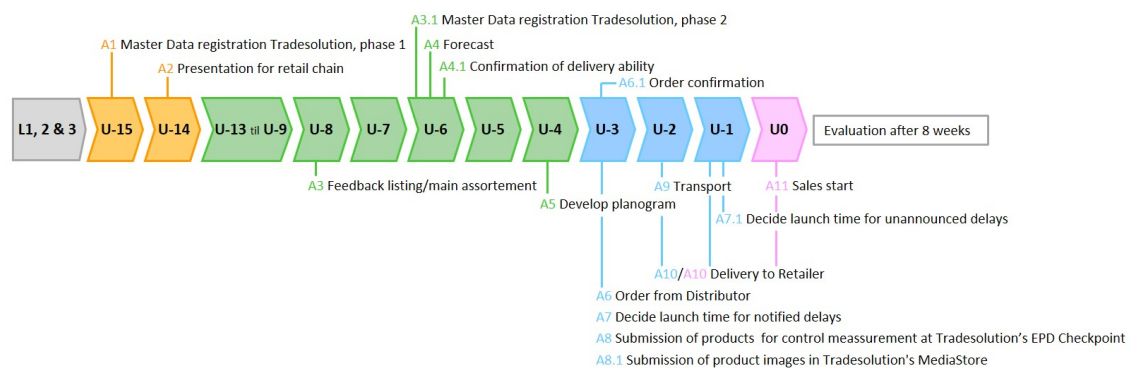 A3.1 Master Data registration Tradesolution, phase 2
A1 Master Data registration Tradesolution, phase 1
A4 Forecast
A2 Presentation for retail chain
A4.1 Confirmation of delivery ability
A6.1 Order confirmation
L1, 2 & 3
U-15
U-14
U-13 til U-9
U-8
U-7
U-6
U-5
U-4
U-3
U-2
U-1
U0
Evaluation after 8 weeks
A3 Feedback listing/main assortement
A9 Transport
A11 Sales start
A5 Develop planogram
A7.1 Decide launch time for unannounced delays
A10/A10 Delivery to Retailer
A6 Order from Distributor
A7 Decide launch time for notified delays
A8 Submission of products for control meassurement at Tradesolution’s EPD Checkpoint
A8.1 Submission of product images in Tradesolution's MediaStore